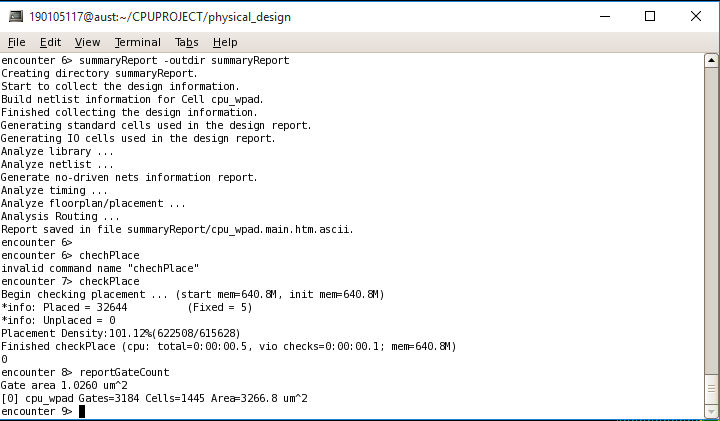 190105117@aust:~/CPUPROJECT/physical_design
File Edit View Terminal Tabs Help
encounter 6> summaryReport -outdir summaryReport
Creating directory summaryReport.
Start to collect the design information.
Build netlist information for Cell cpu_wpad.
Finished collecting the design information.
Generating standard cells used in the design report.
Generating IO cells used in the design report.
Analyze library ...
Analyze netlist ...
Generate no-driven nets information report.
Analyze timing ...
Analyze floorplan/placement ...
Analysis Routing ...
Report saved in file summaryReport/cpu_wpad.main.htm.ascii.
encounter 6>
encounter 6> chechPlace
invalid command name "chechPlace"
encounter 7> checkPlace
Begin checking placement ... (start mem=640.8M, init mem=640.8M)
*info: Placed = 32644 (Fixed = 5)
*info: Unplaced = 0
Placement Density:101.12%(622508/615628)
Finished checkPlace (cpu: total=0:00:00.5, vio checks=0:00:00.1; mem=640.8M)
0
encounter 8> reportGateCount
Gate area 1.0260 um^2
[0] cpu_wpad Gates=3184 Cells=1445 Area=3266.8 um^2
encounter 9>